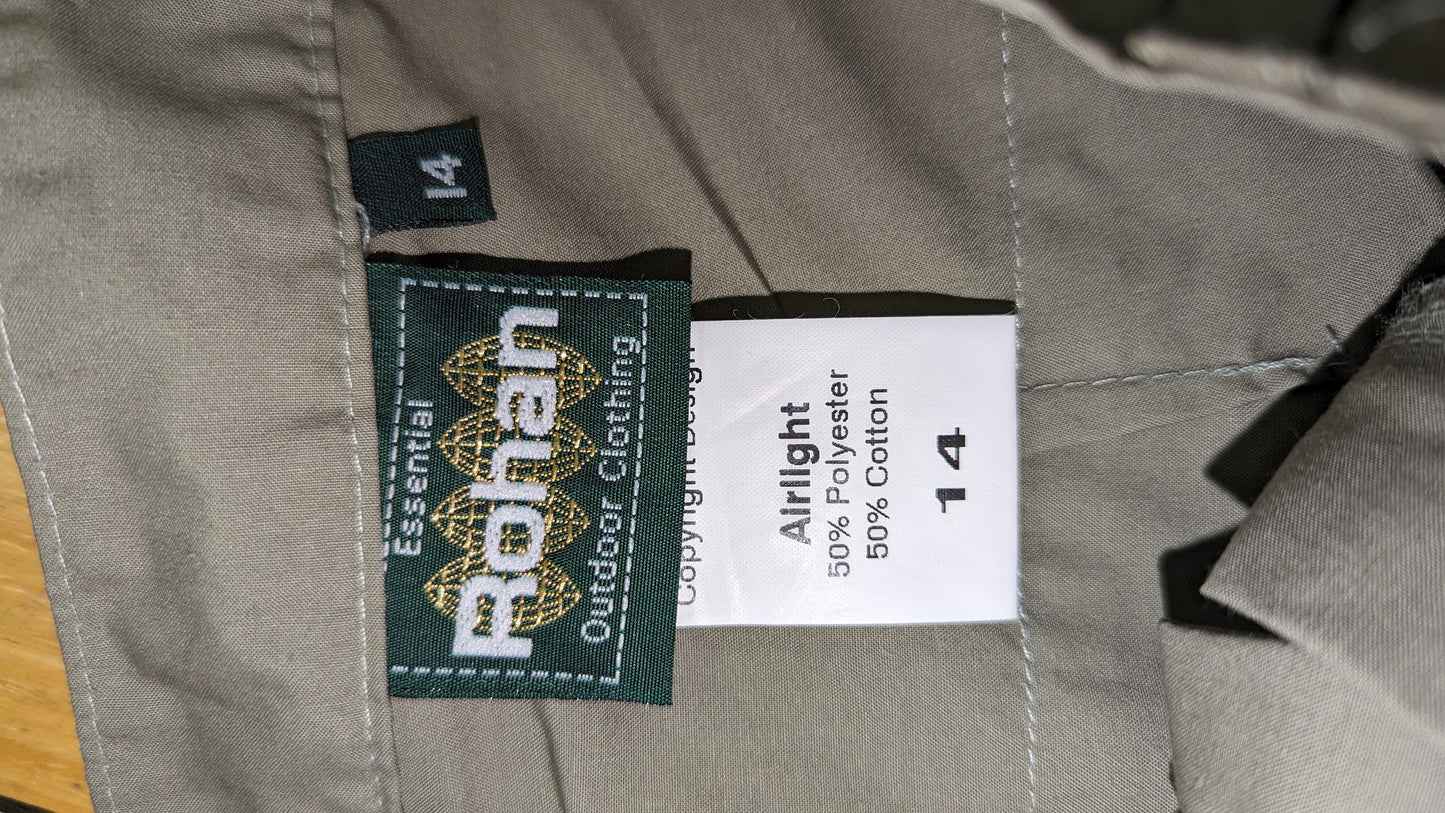 14
Essential
Rohan
Outdoor Clothing
Copyright Design
Airlight
50% Polyester
50% Cotton
14